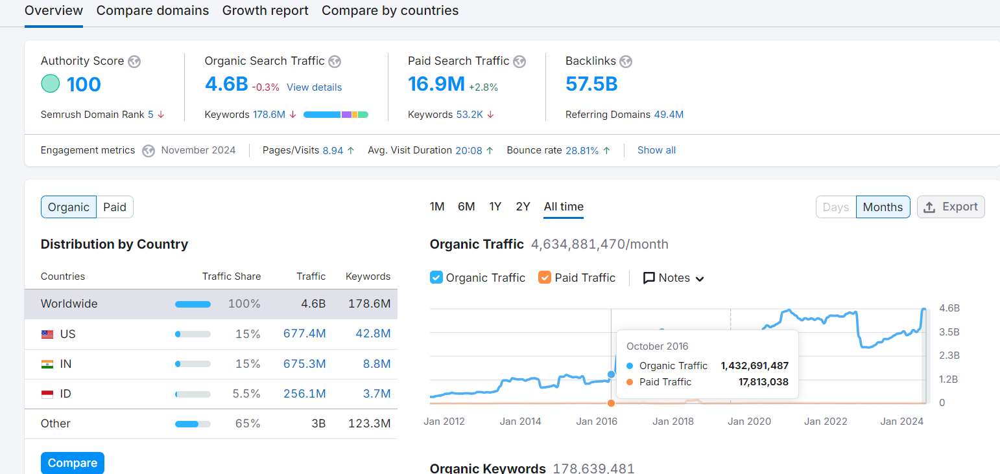 Overview Compare domains Growth report Compare by countries
Authority Score
100
Semrush Domain Rank 5 ↓
Organic Search Traffic
4.6B -0.3% View details
Keywords 178.6M ↓
Paid Search Traffic
16.9M +2.8%
Keywords 53.2K ↓
Backlinks
57.5B
Referring Domains 49.4M
Engagement metrics November 2024 Pages/Visits 8.94 ↑ Avg. Visit Duration 20:08 ↑ Bounce rate 28.81% ↑ Show all
Organic Paid
Distribution by Country
Countries Traffic Share Traffic Keywords
Worldwide 100% 4.6B 178.6M
US 15% 677.4M 42.8M
IN 15% 675.3M 8.8M
ID 5.5% 256.1M 3.7M
Other 65% 3B 123.3M
Compare
1M 6M 1Y 2Y All time
Days Months Export
Organic Traffic 4,634,881,470/month
Organic Traffic Paid Traffic Notes
4.6B
3.5B
2.3B
1.2B
0
October 2016
Organic Traffic 1,432,691,487
Paid Traffic 17,813,038
Jan 2012 Jan 2014 Jan 2016 Jan 2018 Jan 2020 Jan 2022 Jan 2024
Organic Keywords 178,639,481